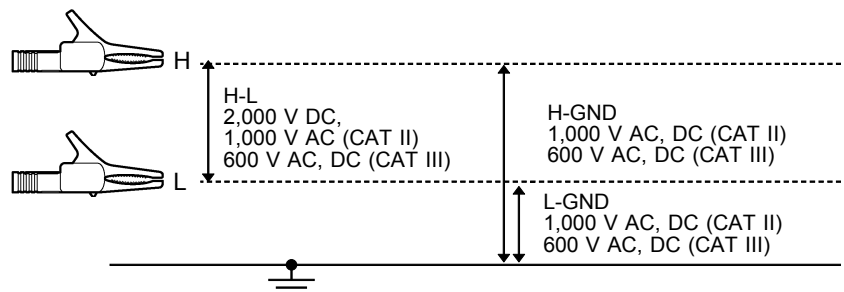 H
H-L
2,000 V DC,
1,000 V AC (CAT II)
600 V AC, DC (CAT III)
H-GND
1,000 V AC, DC (CAT II)
600 V AC, DC (CAT III)
L
L-GND
1,000 V AC, DC (CAT II)
600 V AC, DC (CAT III)